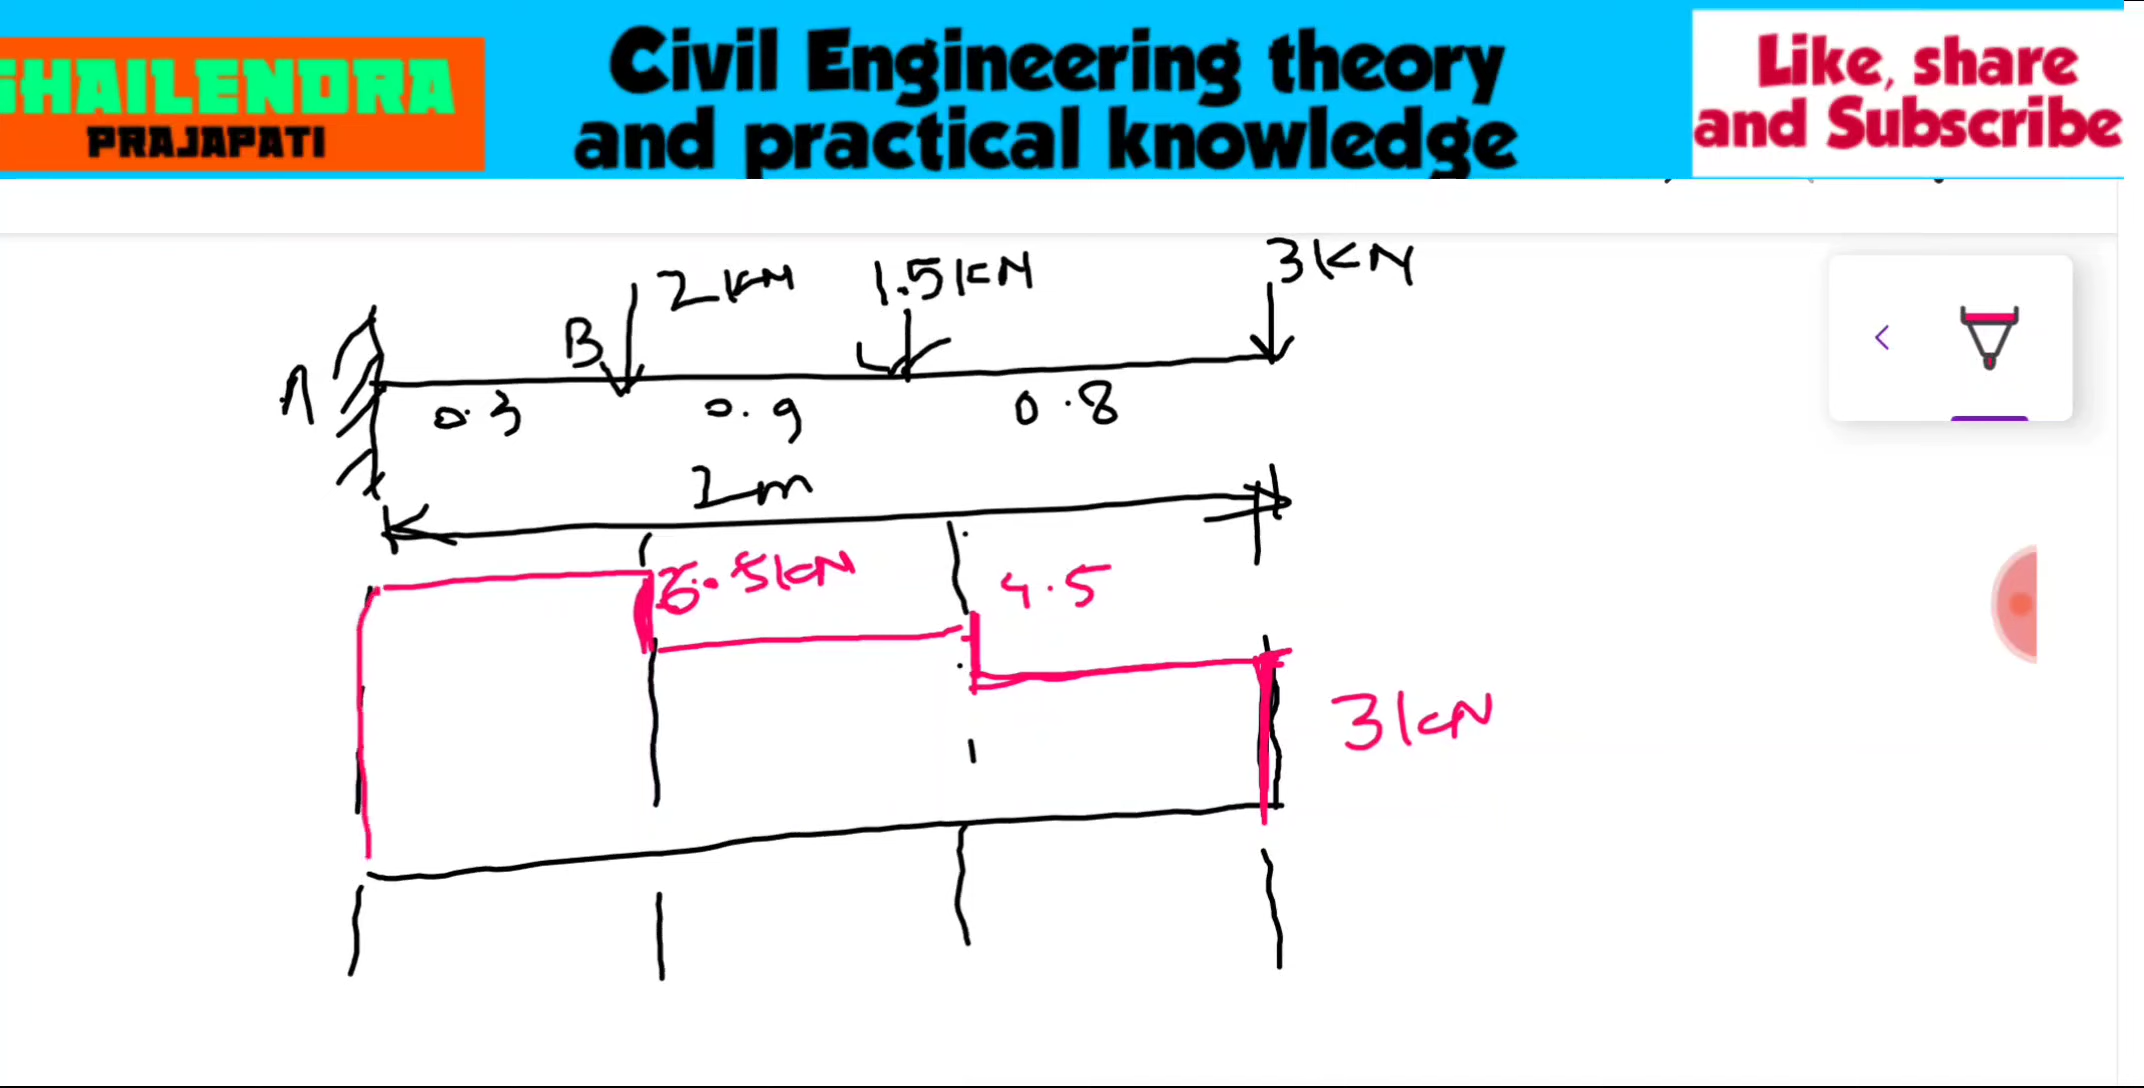 SHAILENDRA
PRAJAPATI
Civil Engineering theory
and practical knowledge
Like, share
and Subscribe
2 kN
1.5 kN
3 kN
A
B
0.3
0.9
0.8
2m
6.5 kN
4.5
3 kN